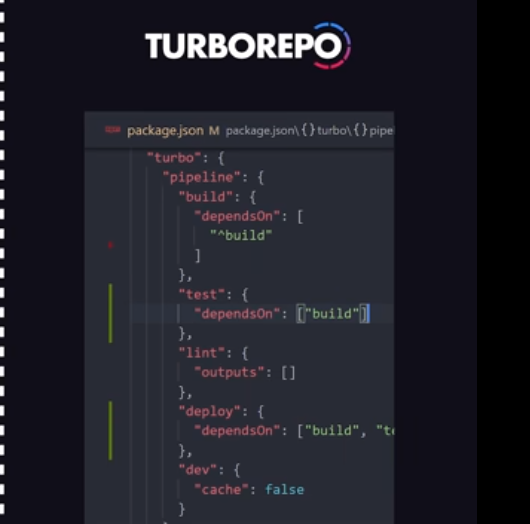 TURBOREPO
package.json M package.json\{}turbo\{}pipe
"turbo": {
"pipeline": {
"build": {
"dependsOn": [
"^build"
]
},
"test": {
"dependsOn": ["build"]
},
"lint": {
"outputs": []
},
"deploy": {
"dependsOn": ["build", "te
},
"dev": {
"cache": false
}